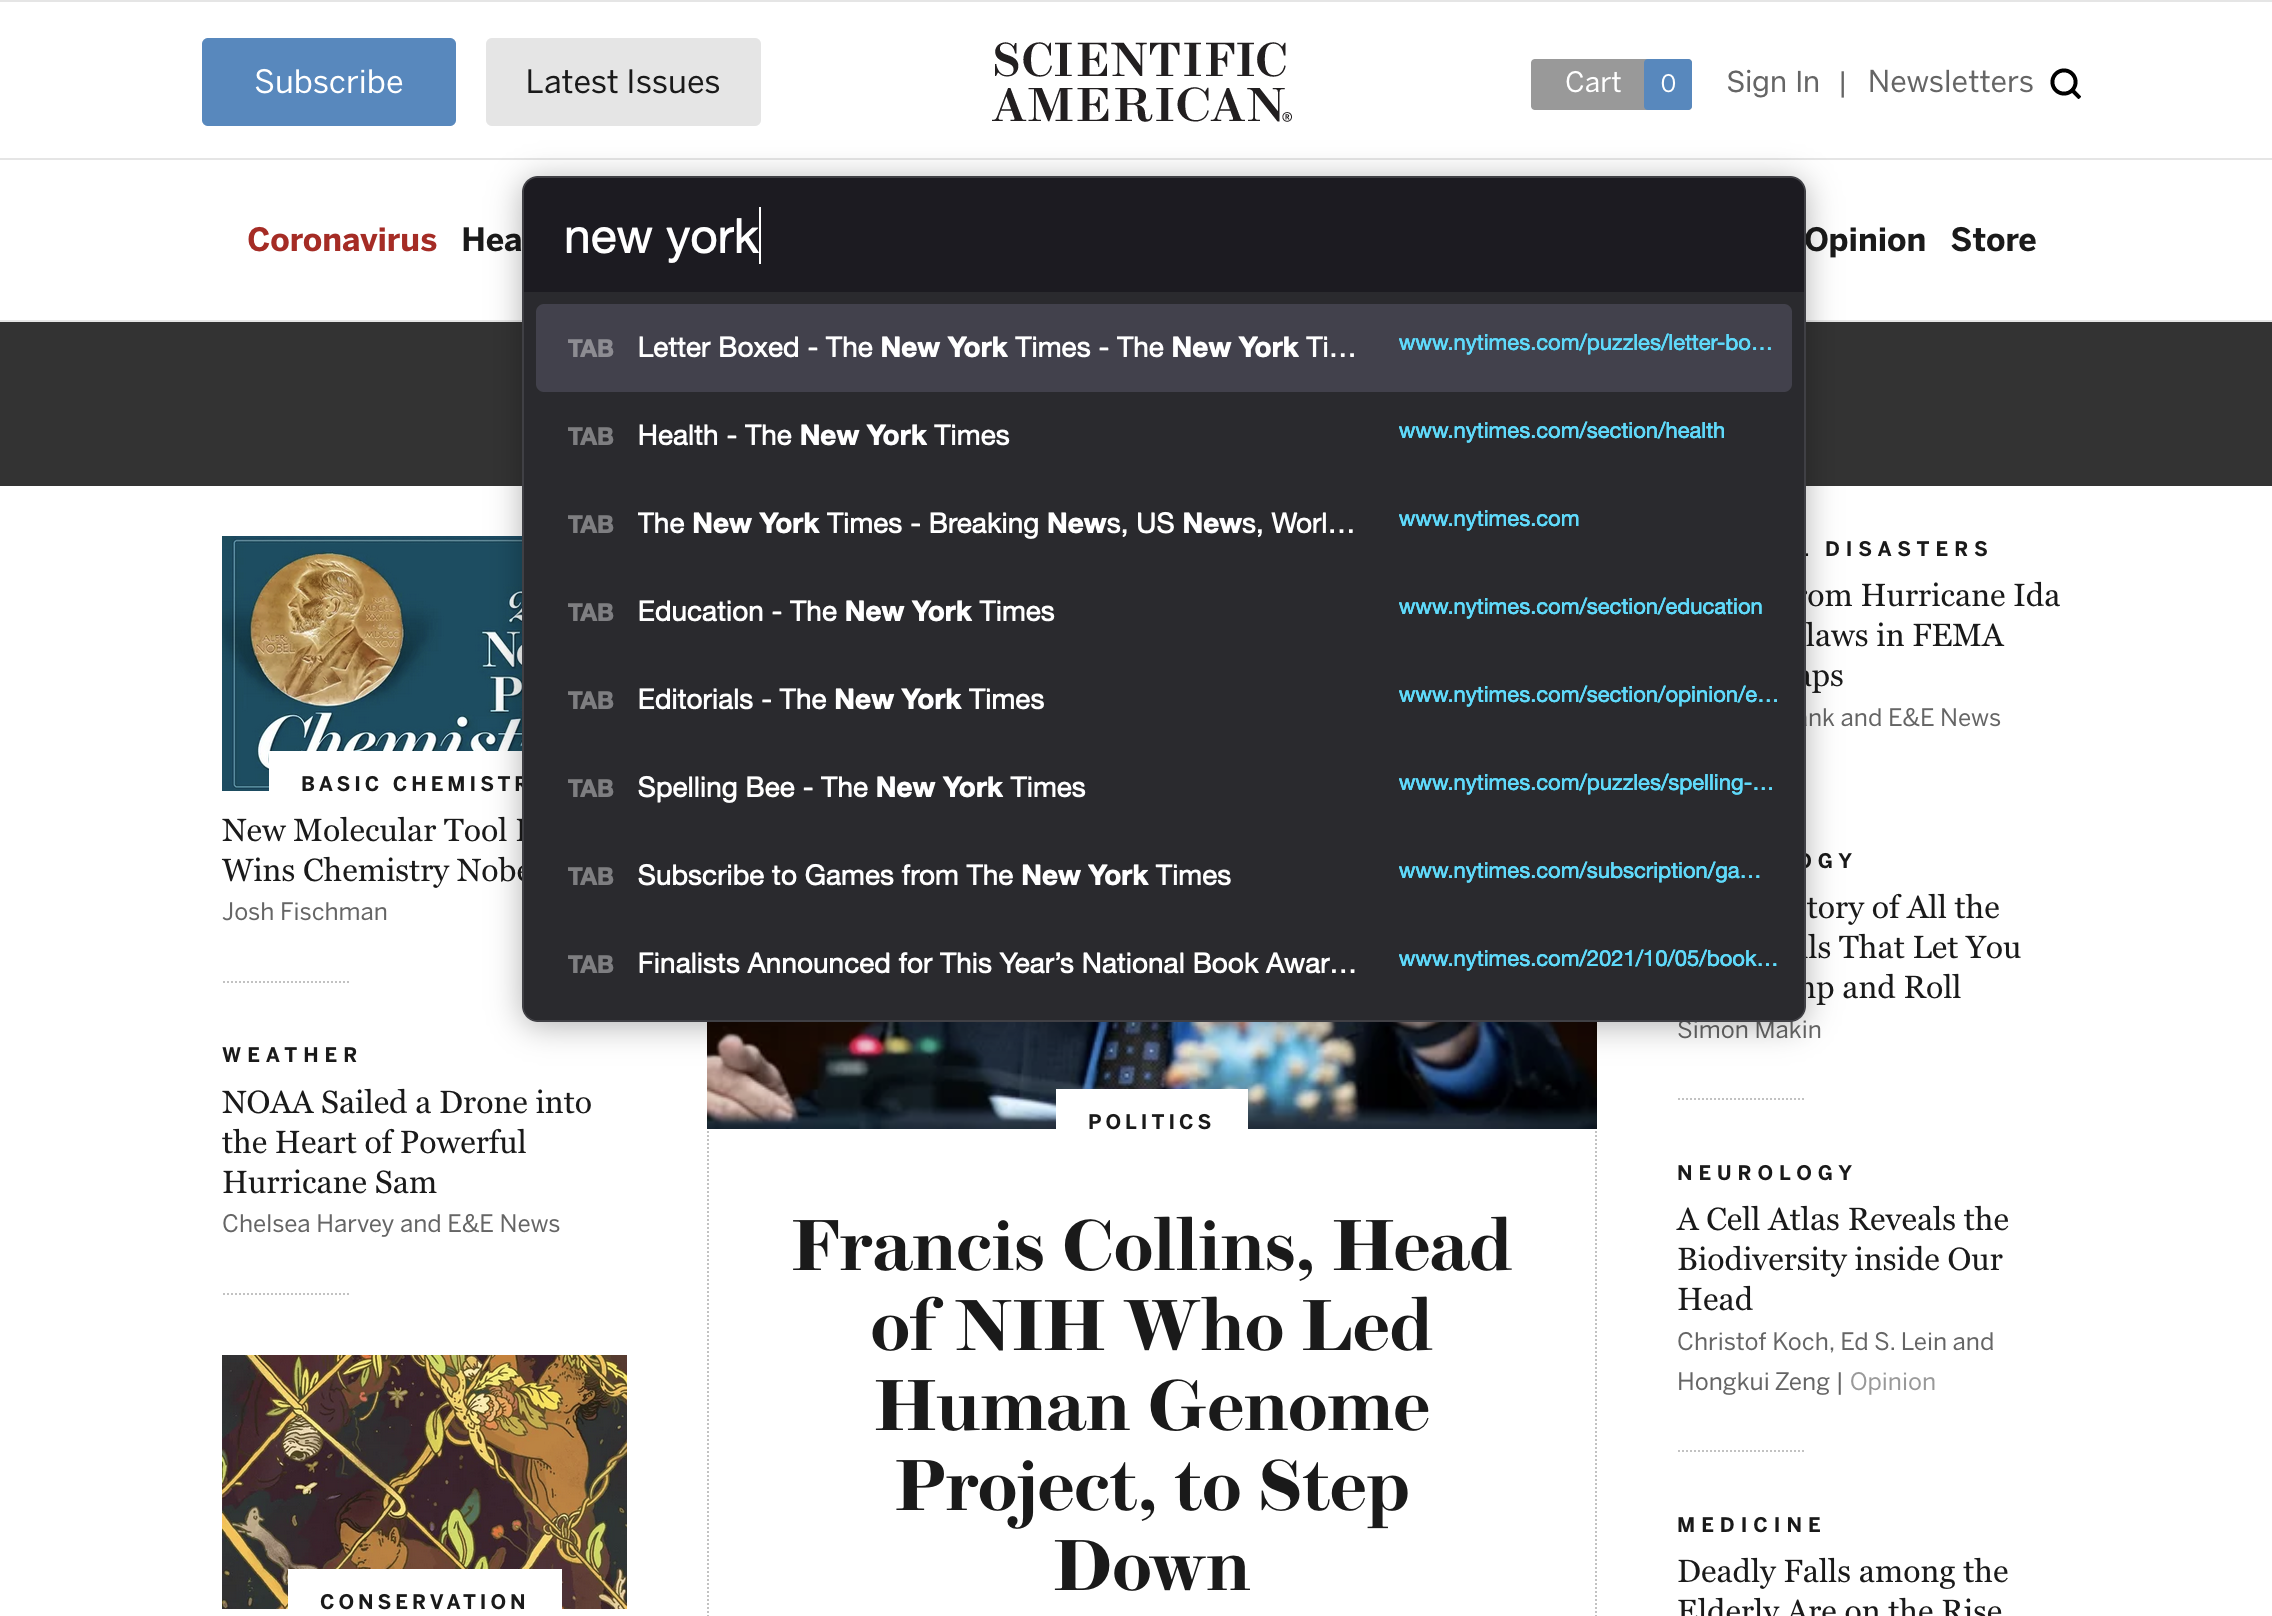 Subscribe
Latest Issues
SCIENTIFIC
AMERICAN®
Cart 0
Sign In | Newsletters
Coronavirus
Opinion Store
new york
TAB Letter Boxed - The New York Times - The New York Ti... www.nytimes.com/puzzles/letter-bo...
TAB Health - The New York Times www.nytimes.com/section/health
TAB The New York Times - Breaking News, US News, Worl... www.nytimes.com
TAB Education - The New York Times www.nytimes.com/section/education
TAB Editorials - The New York Times www.nytimes.com/section/opinion/e...
TAB Spelling Bee - The New York Times www.nytimes.com/puzzles/spelling-...
TAB Subscribe to Games from The New York Times www.nytimes.com/subscription/ga...
TAB Finalists Announced for This Year's National Book Awar... www.nytimes.com/2021/10/05/book...
ALFR. NOBEL
Chemist
BASIC CHEMISTR
New Molecular Tool
Wins Chemistry Nobe
Josh Fischman
WEATHER
NOAA Sailed a Drone into
the Heart of Powerful
Hurricane Sam
Chelsea Harvey and E&E News
CONSERVATION
POLITICS
Francis Collins, Head
of NIH Who Led
Human Genome
Project, to Step
Down
DISASTERS
om Hurricane Ida
laws in FEMA
aps
nk and E&E News
OGY
tory of All the
ls That Let You
mp and Roll
Simon Makin
NEUROLOGY
A Cell Atlas Reveals the
Biodiversity inside Our
Head
Christof Koch, Ed S. Lein and
Hongkui Zeng | Opinion
MEDICINE
Deadly Falls among the
Elderly Are on the Rise